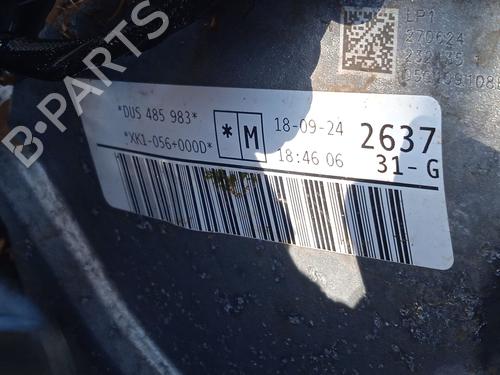 B-PARTS
LP1
270624
*DUS 485 983*
*XK1-056+000D*
*
M
18-09-24
18:46 06
2637
31-G